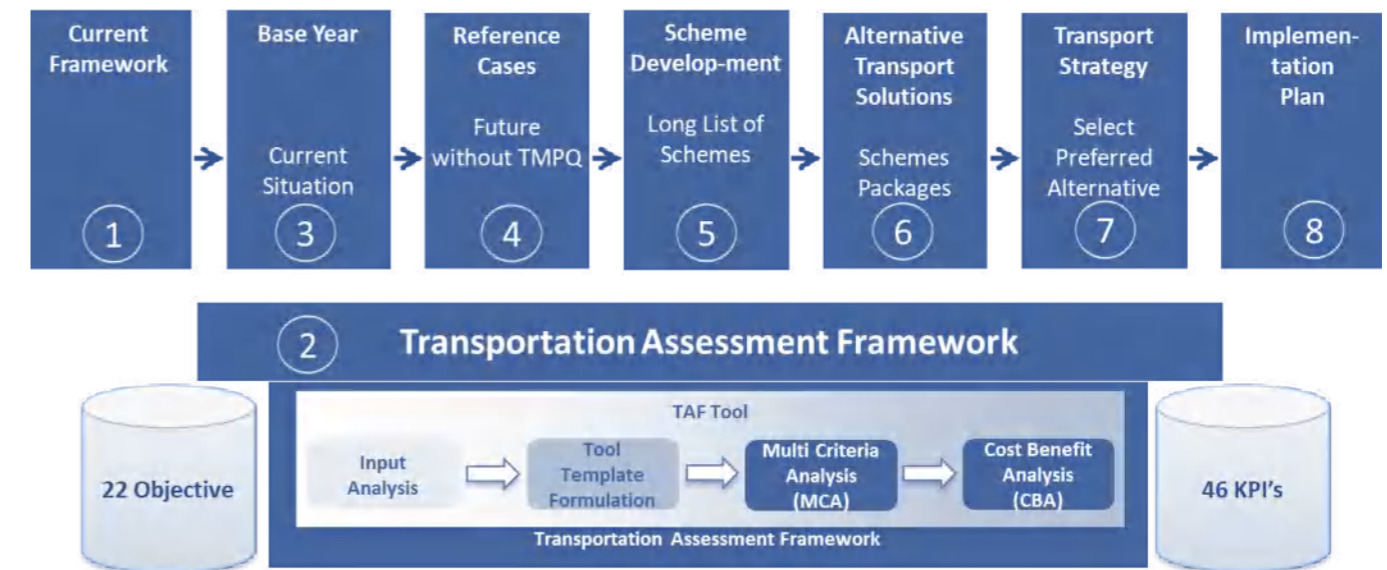 Current
Framework
1
Base Year
Current
Situation
3
Reference
Cases
Future
without TMPQ
4
Scheme
Develop-ment
Long List of
Schemes
5
Alternative
Transport
Solutions
Schemes
Packages
6
Transport
Strategy
Select
Preferred
Alternative
7
Implemen-
tation
Plan
8
2
Transportation Assessment Framework
22 Objective
TAF Tool
Input
Analysis
Tool
Template
Formulation
Multi Criteria
Analysis
(MCA)
Cost Benefit
Analysis
(CBA)
Transportation Assessment Framework
46 KPI's